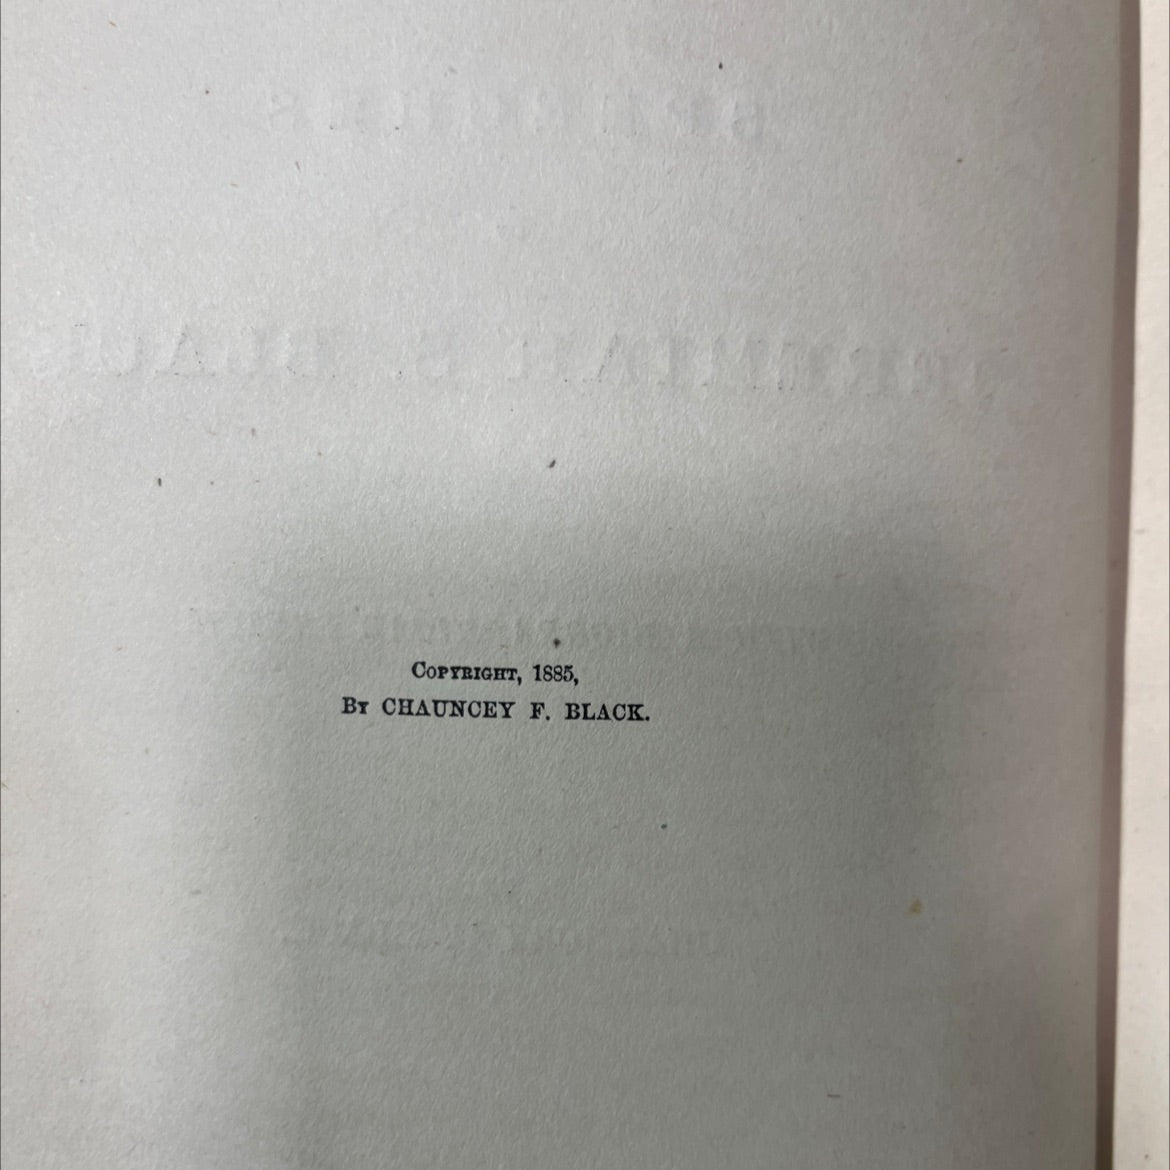 COPYRIGHT, 1885,
BY CHAUNCEY F. BLACK.